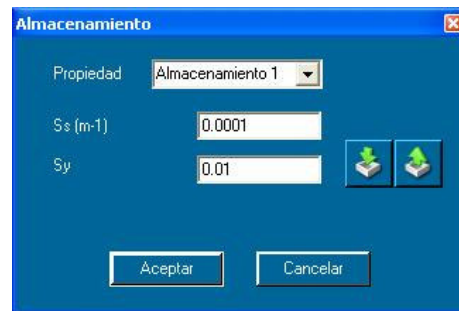 Almacenamiento
Propiedad Almacenamiento 1
Ss (m-1) 0.0001
Sy 0.01
Aceptar Cancelar